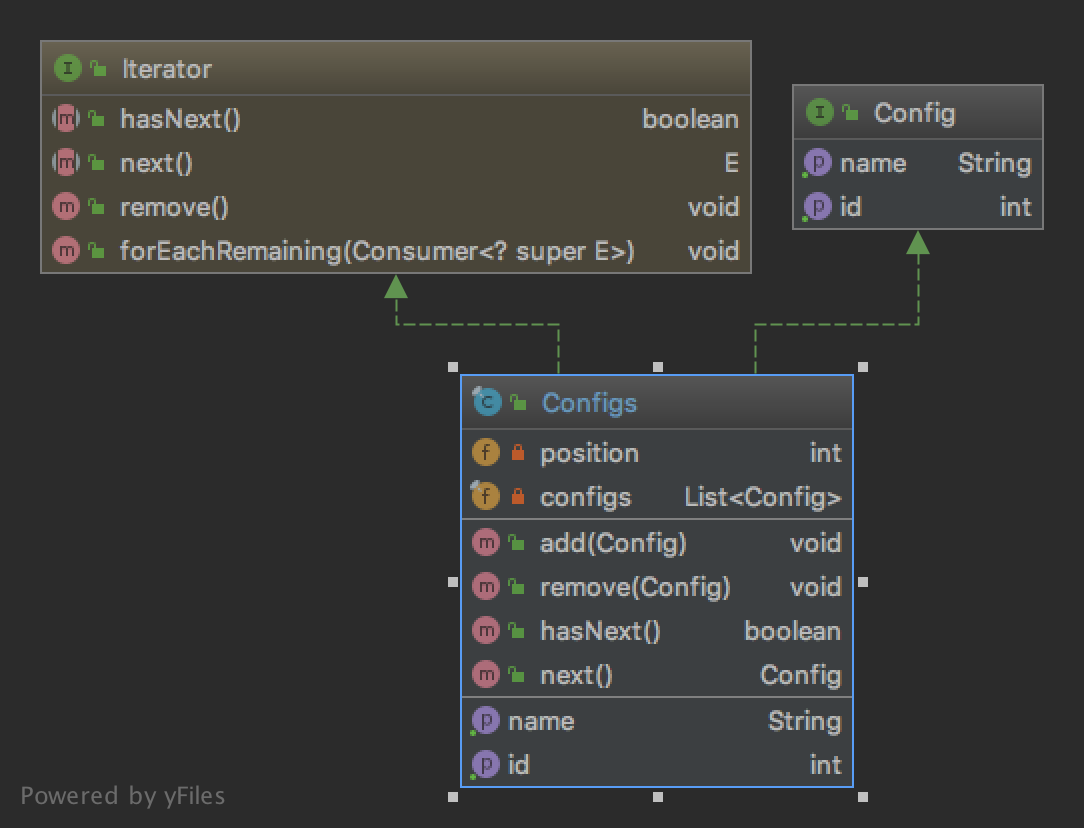 Iterator
hasNext() boolean
next() E
remove() void
forEachRemaining(Consumer<? super E>) void
Config
name String
id int
Configs
position int
configs List<Config>
add(Config) void
remove(Config) void
hasNext() boolean
next() Config
name String
id int
Powered by yFiles